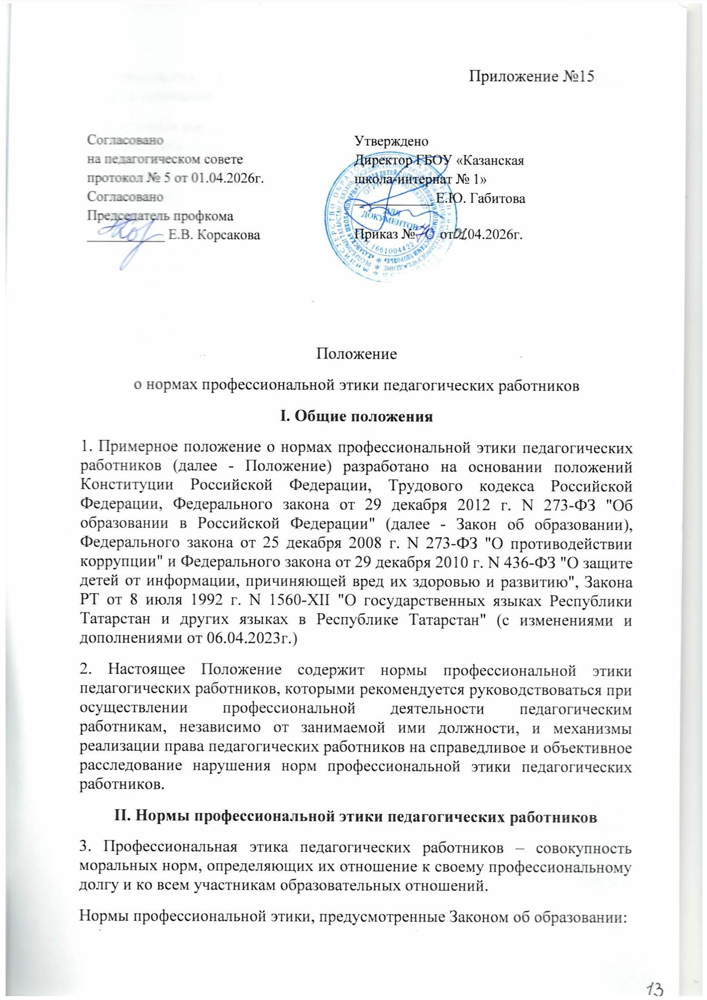 Приложение №15
Согласовано
на педагогическом совете
протокол № 5 от 01.04.2026г.
Согласовано
Председатель профкома
____________ Е.В. Корсакова
Утверждено
Директор ГБОУ «Казанская
школа-интернат № 1»
____________ Е.Ю. Габитова
Приказ № 70 от 01.04.2026г.
ДЛЯ
ДОКУМЕНТОВ
1661004422
Положение
о нормах профессиональной этики педагогических работников
I. Общие положения
1. Примерное положение о нормах профессиональной этики педагогических
работников (далее - Положение) разработано на основании положений
Конституции Российской Федерации, Трудового кодекса Российской
Федерации, Федерального закона от 29 декабря 2012 г. N 273-ФЗ "Об
образовании в Российской Федерации" (далее - Закон об образовании),
Федерального закона от 25 декабря 2008 г. N 273-ФЗ "О противодействии
коррупции" и Федерального закона от 29 декабря 2010 г. N 436-ФЗ "О защите
детей от информации, причиняющей вред их здоровью и развитию", Закона
РТ от 8 июля 1992 г. N 1560-XII "О государственных языках Республики
Татарстан и других языках в Республике Татарстан" (с изменениями и
дополнениями от 06.04.2023г.)
2. Настоящее Положение содержит нормы профессиональной этики
педагогических работников, которыми рекомендуется руководствоваться при
осуществлении профессиональной деятельности педагогическим
работникам, независимо от занимаемой ими должности, и механизмы
реализации права педагогических работников на справедливое и объективное
расследование нарушения норм профессиональной этики педагогических
работников.
II. Нормы профессиональной этики педагогических работников
3. Профессиональная этика педагогических работников – совокупность
моральных норм, определяющих их отношение к своему профессиональному
долгу и ко всем участникам образовательных отношений.
Нормы профессиональной этики, предусмотренные Законом об образовании:
13